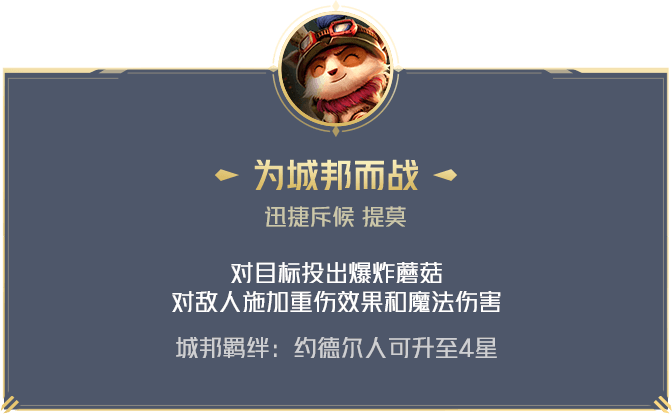 为城邦而战
迅捷斥候 提莫
对目标投出爆炸蘑菇
对敌人施加重伤效果和魔法伤害
城邦羁绊：约德尔人可升至4星